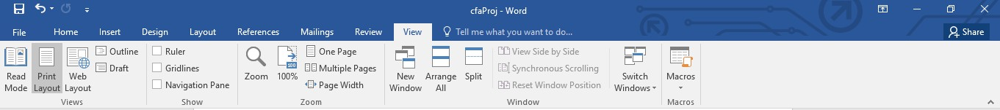 cfaProj - Word
File Home Insert Design Layout References Mailings Review View Tell me what you want to do... Share
Read Mode
Print Layout
Web Layout
Outline
Draft
Views
Ruler
Gridlines
Navigation Pane
Show
Zoom
100
100%
One Page
Multiple Pages
Page Width
Zoom
New Window
Arrange All
Split
View Side by Side
Synchronous Scrolling
Reset Window Position
Switch Windows
Window
Macros
Macros